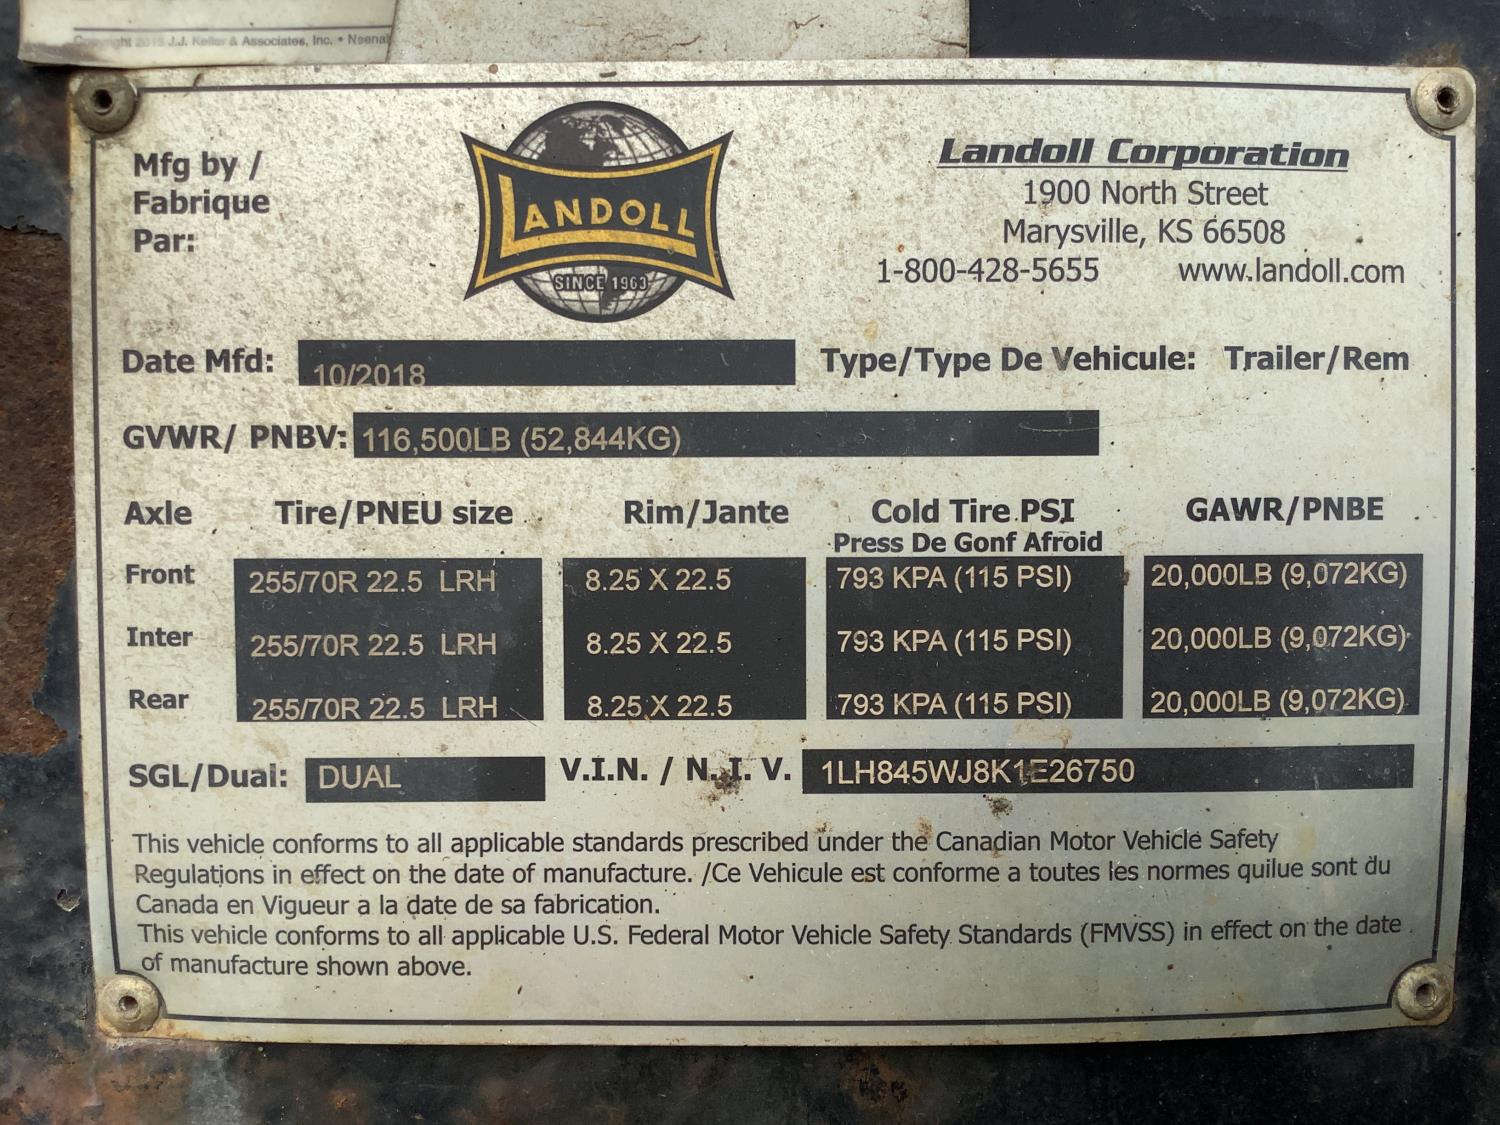 Copyright 2015 J.J. Keller & Associates, Inc. • Neenah
Mfg by /
Fabrique
Par:
LANDOLL
SINCE 1963
Landoll Corporation
1900 North Street
Marysville, KS 66508
1-800-428-5655 www.landoll.com
Date Mfd: 10/2018 Type/Type De Vehicule: Trailer/Rem
GVWR/ PNBV: 116,500LB (52,844KG)
Axle Tire/PNEU size Rim/Jante Cold Tire PSI GAWR/PNBE
Press De Gonf Afroid
Front 255/70R 22.5 LRH 8.25 X 22.5 793 KPA (115 PSI) 20,000LB (9,072KG)
Inter 255/70R 22.5 LRH 8.25 X 22.5 793 KPA (115 PSI) 20,000LB (9,072KG)
Rear 255/70R 22.5 LRH 8.25 X 22.5 793 KPA (115 PSI) 20,000LB (9,072KG)
SGL/Dual: DUAL V.I.N. / N.I.V. 1LH845WJ8K1E26750
This vehicle conforms to all applicable standards prescribed under the Canadian Motor Vehicle Safety
Regulations in effect on the date of manufacture. /Ce Vehicule est conforme a toutes les normes quilue sont du
Canada en Vigueur a la date de sa fabrication.
This vehicle conforms to all applicable U.S. Federal Motor Vehicle Safety Standards (FMVSS) in effect on the date
of manufacture shown above.